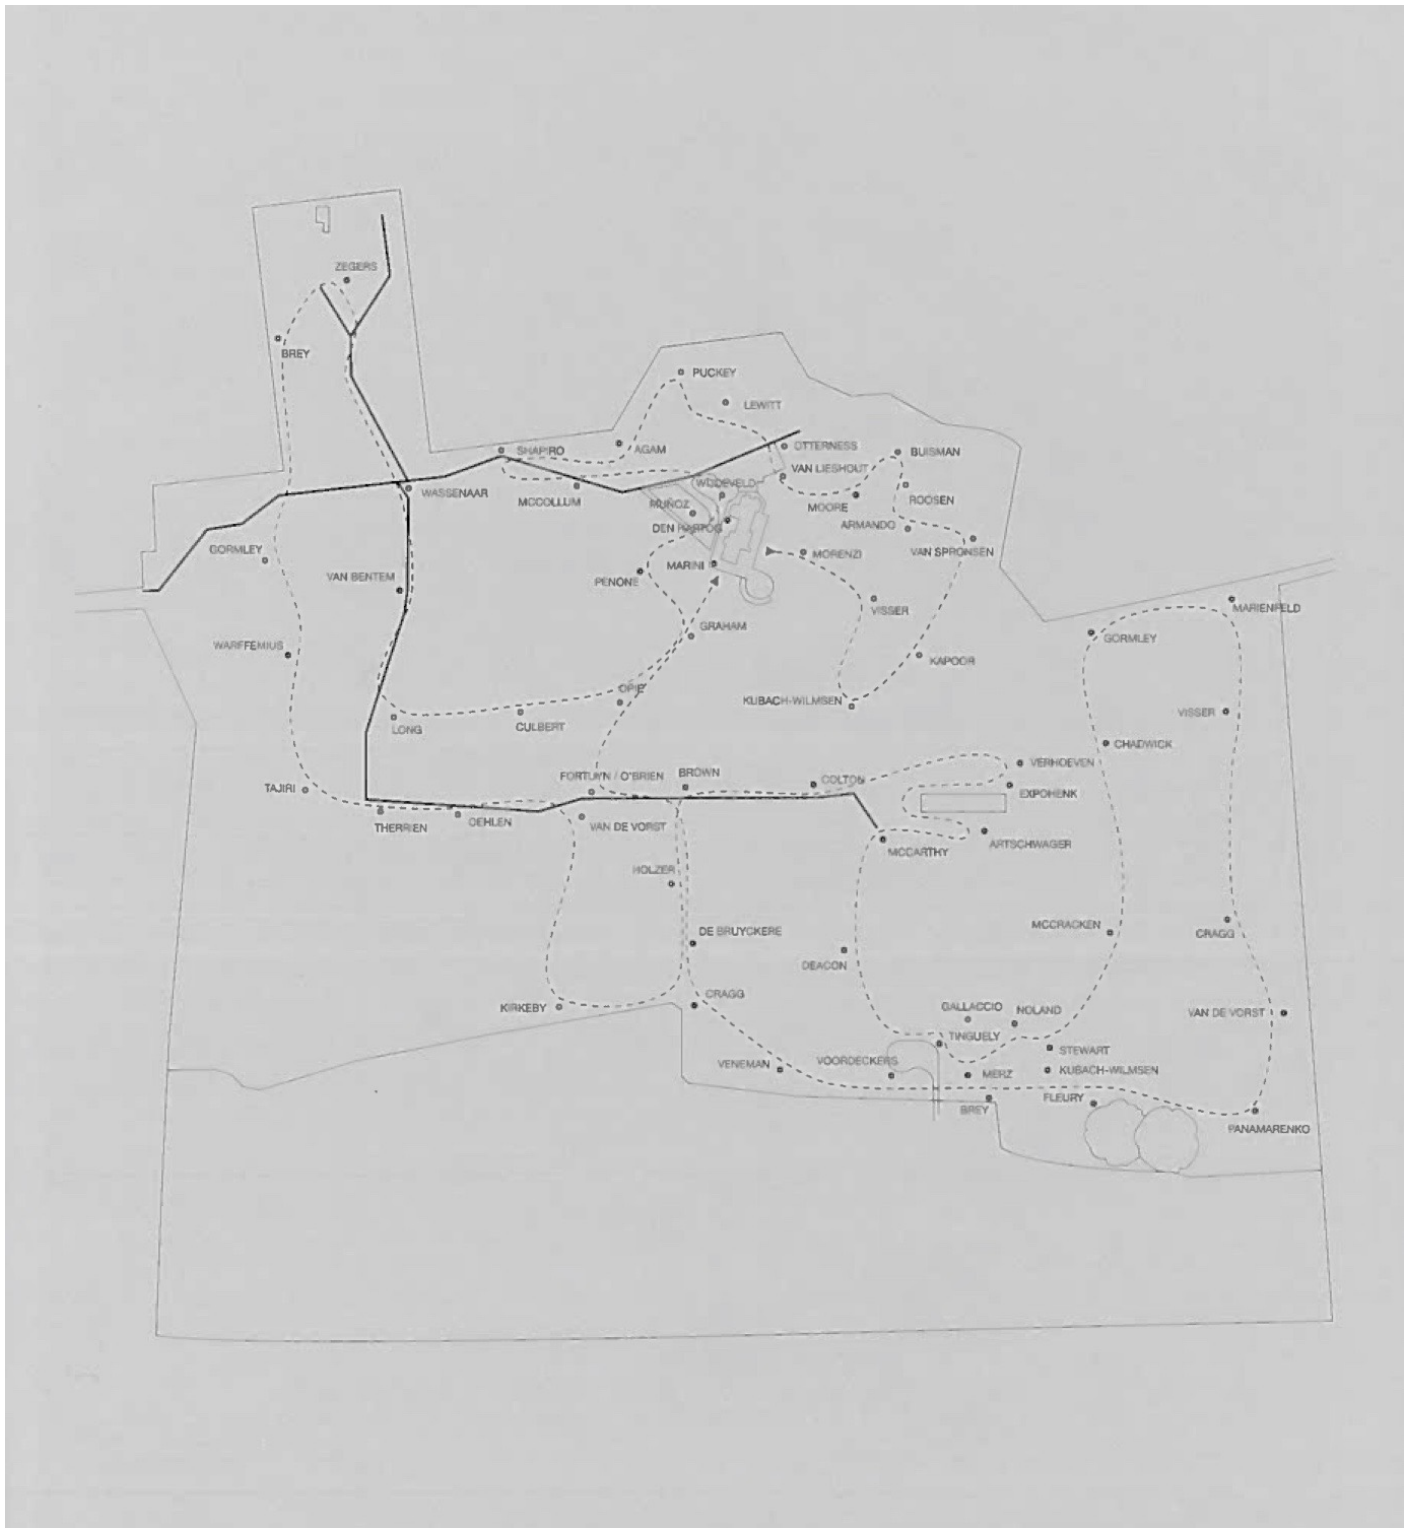 ZEGERS
BREY
PUCKEY
LEWITT
SHAPIRO
AGAM
OTTERNESS
BUISMAN
VAN LIESHOUT
WASSENAAR
MCCOLLUM
WIJDEVELD
ROOSEN
MUÑOZ
MOORE
DEN HARTOG
ARMANDO
GORMLEY
MORENZI
VAN SPRONSEN
MARINI
VAN BENTEM
PENONE
VISSER
MARIENFELD
GRAHAM
GORMLEY
WARFFEMIUS
KAPOOR
OPIE
KUBACH-WILMSEN
VISSER
LONG
CULBERT
CHADWICK
VERHOEVEN
FORTUYN / O'BRIEN
BROWN
COLTON
TAJIRI
EXPOHENK
THERRIEN
OEHLEN
VAN DE VORST
ARTSCHWAGER
MCCARTHY
HOLZER
DE BRUYCKERE
MCCRACKEN
CRAGG
DEACON
CRAGG
KIRKEBY
GALLACCIO
NOLAND
VAN DE VORST
TINGUELY
STEWART
VENEMAN
VOORDECKERS
MERZ
KUBACH-WILMSEN
FLEURY
BREY
PANAMARENKO